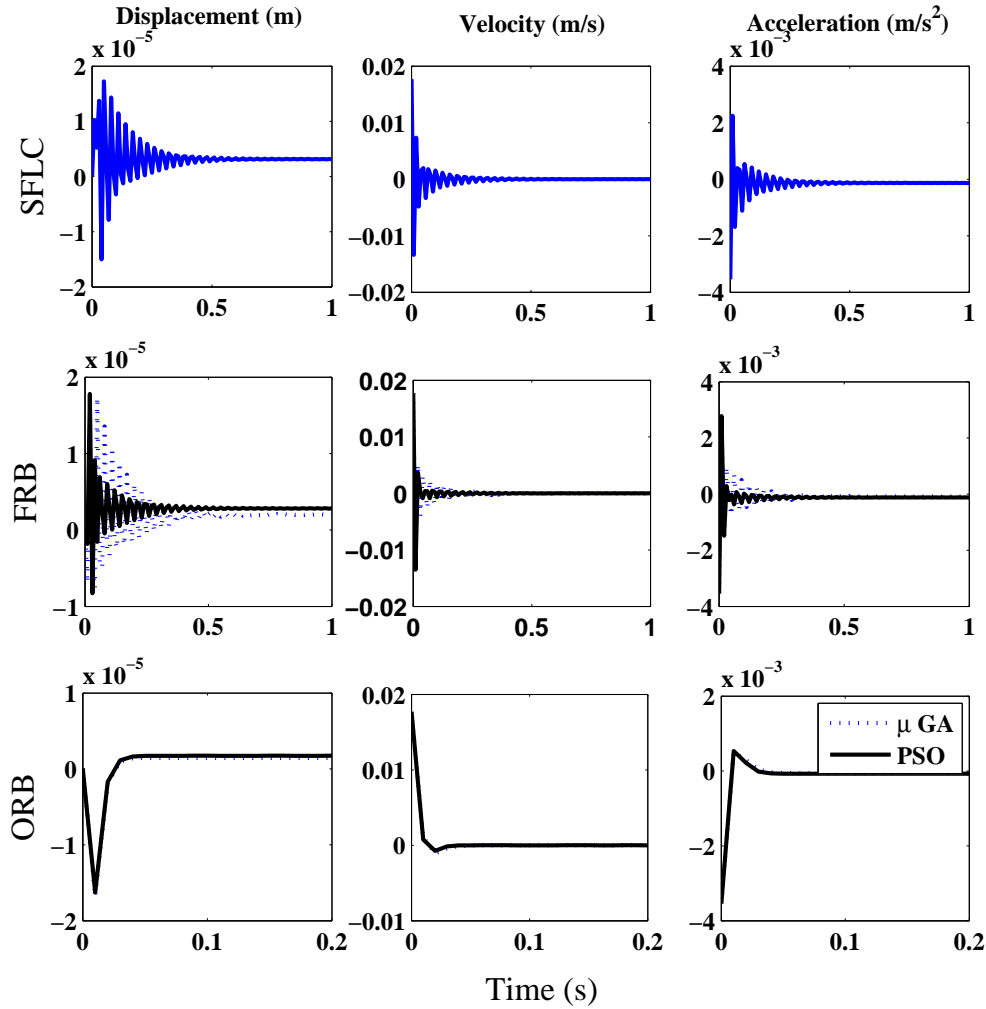 Displacement (m)
Velocity (m/s)
Acceleration (m/s²)
x 10⁻⁵
x 10⁻³
SFLC
2
1
0
−1
−2
0 0.5 1
0.02
0.01
0
−0.01
−0.02
0 0.5 1
4
2
0
−2
−4
0 0.5 1
FRB
x 10⁻⁵
2
1
0
−1
0 0.5 1
0.02
0.01
0
−0.01
−0.02
0 0.5 1
x 10⁻³
4
2
0
−2
−4
0 0.5 1
ORB
x 10⁻⁵
1
0
−1
−2
0 0.1 0.2
0.02
0.01
0
−0.01
0 0.1 0.2
x 10⁻³
2
0
−2
−4
0 0.1 0.2
μ GA
PSO
Time (s)